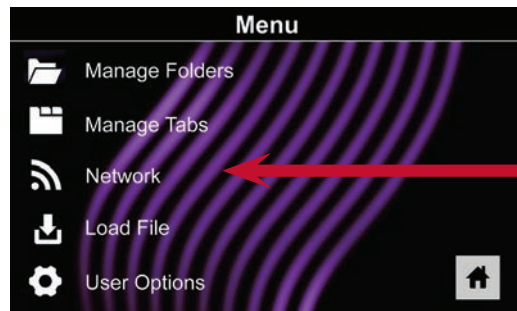 Menu
Manage Folders
Manage Tabs
Network
Load File
User Options